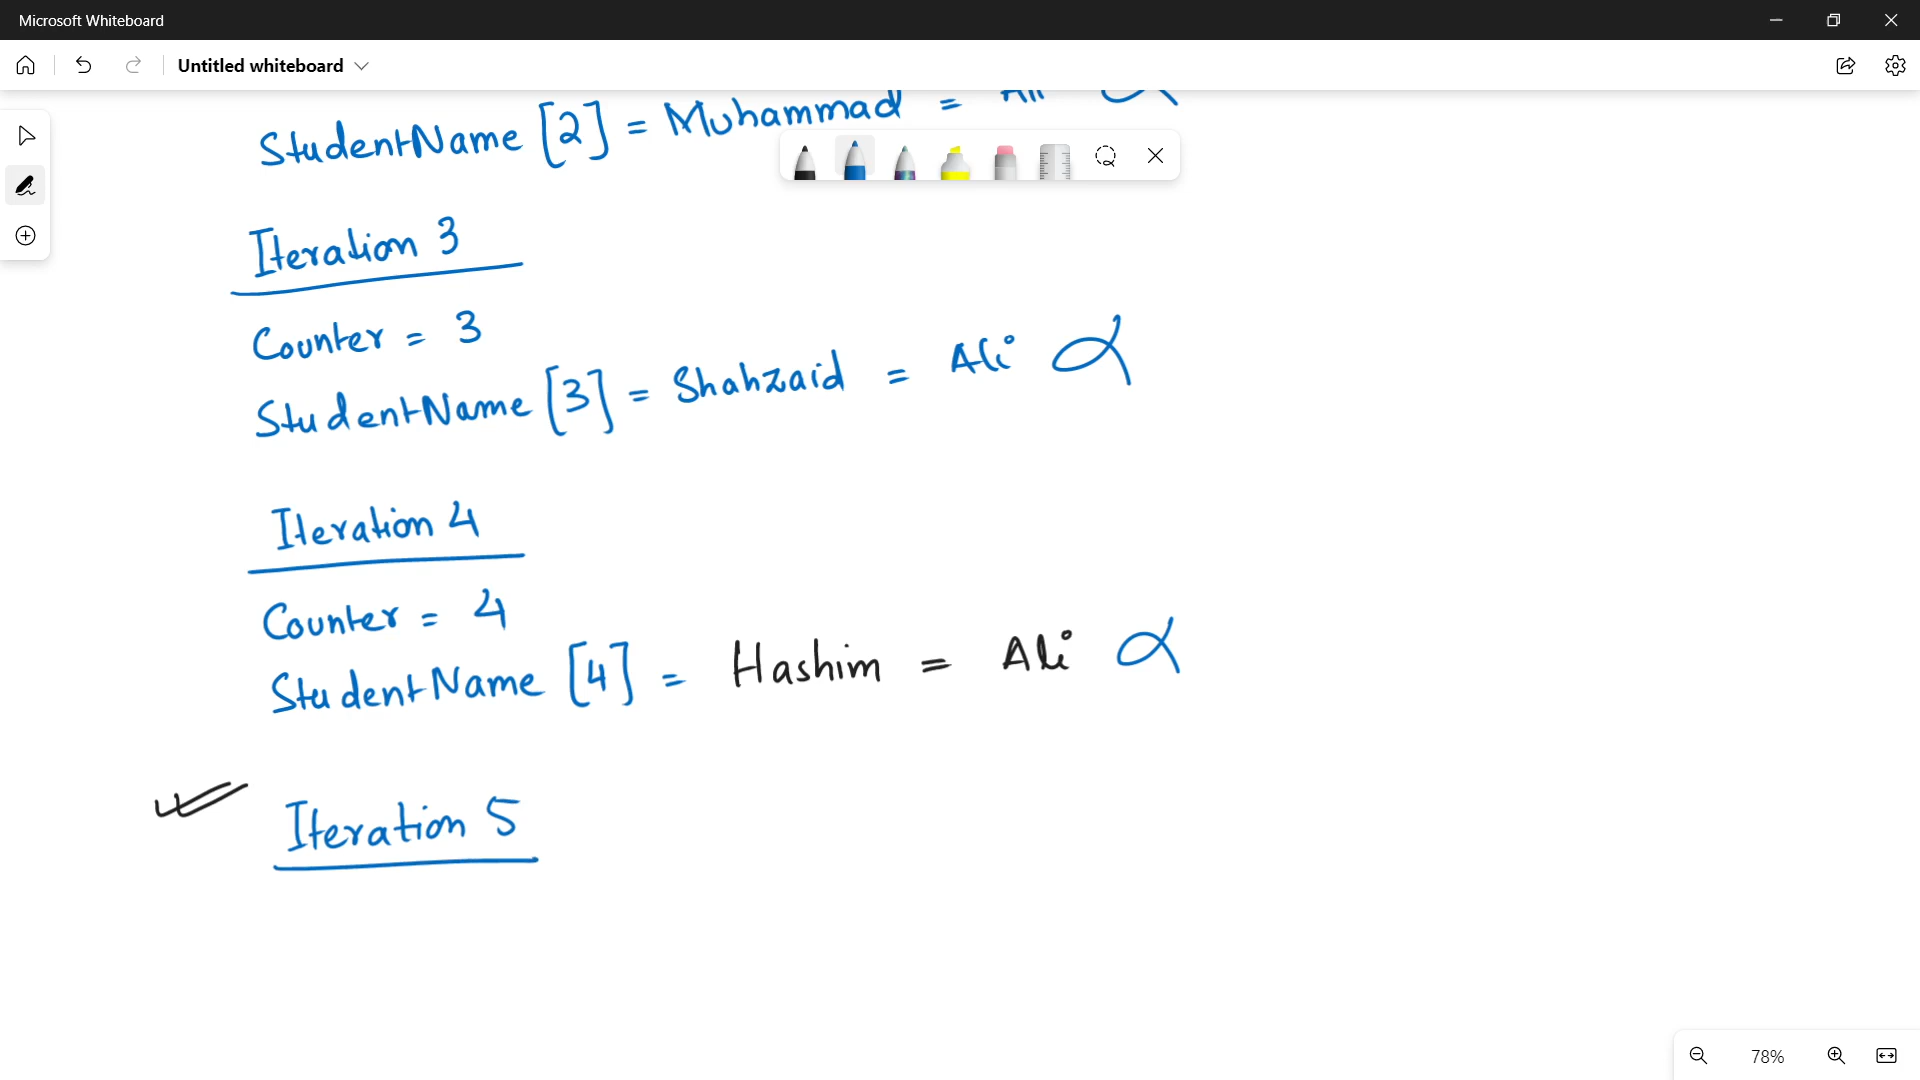 Microsoft Whiteboard
Untitled whiteboard
StudentName [2] = Muhammad = Ali
Iteration 3
Counter = 3
StudentName [3] = Shahzaid = Ali
Iteration 4
Counter = 4
StudentName [4] = Hashim = Ali
Iteration 5
78%